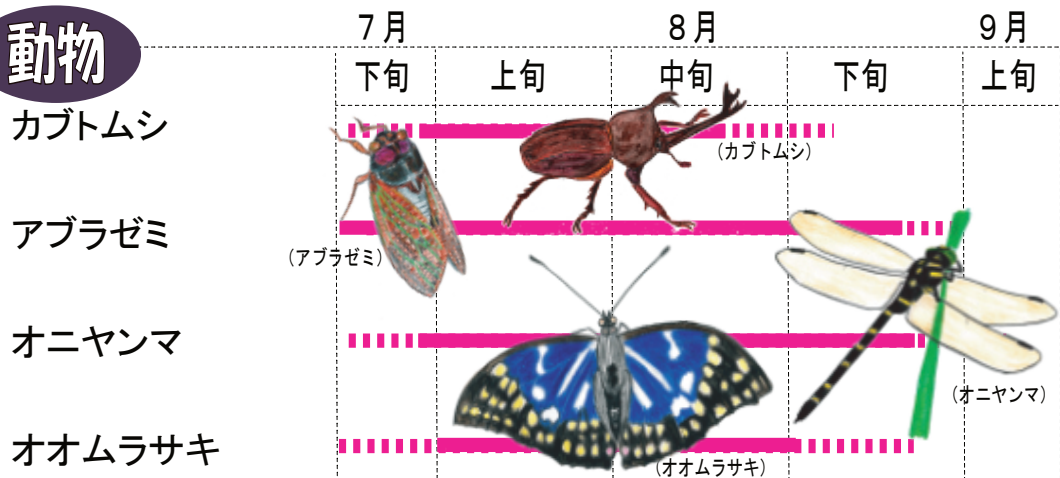 動物
7月 8月 9月
下旬 上旬 中旬 下旬 上旬
カブトムシ
(カブトムシ)
アブラゼミ
(アブラゼミ)
オニヤンマ
(オニヤンマ)
オオムラサキ
(オオムラサキ)